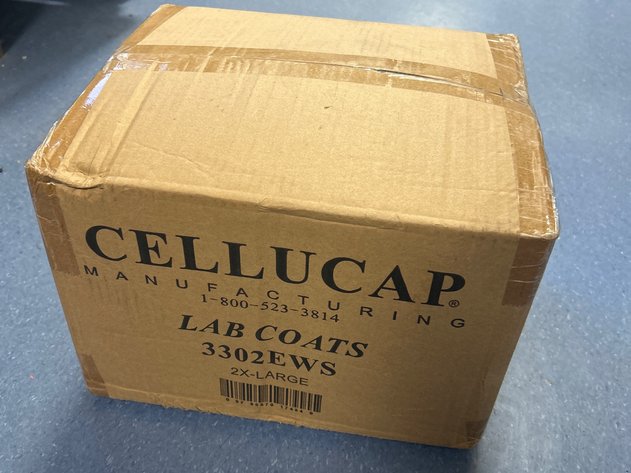 CELLUCAP®
MANUFACTURING
1-800-523-3814
LAB COATS
3302EWS
2X-LARGE